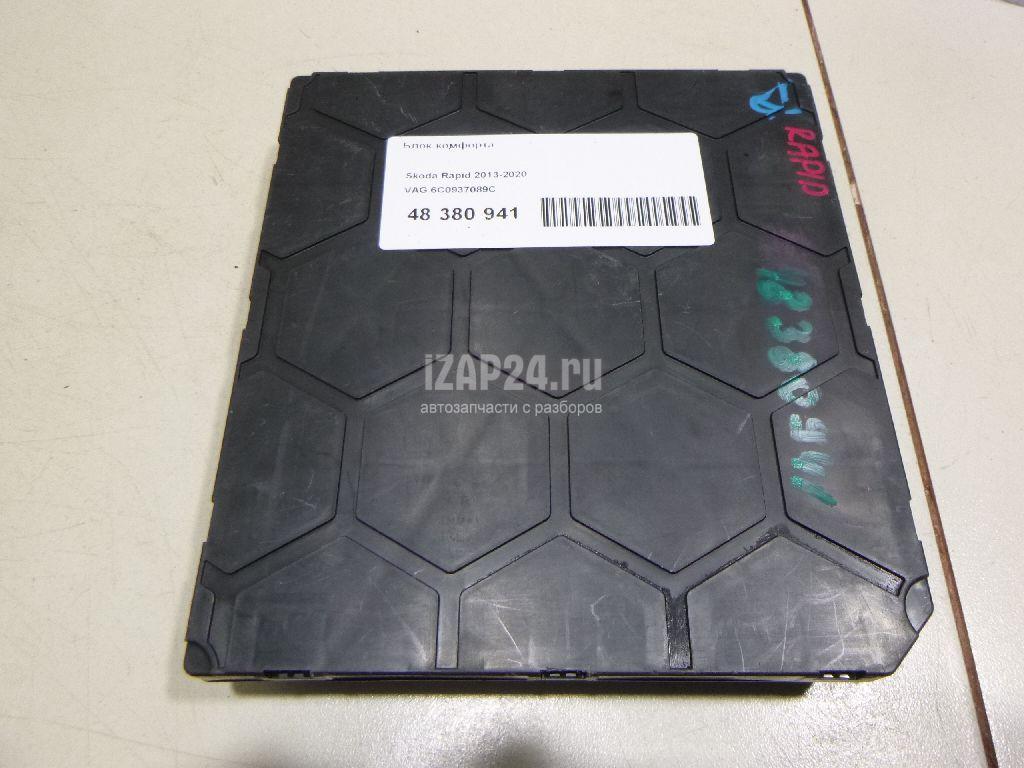 Блок комфорта
Skoda Rapid 2013-2020
VAG 6C0937089C
48 380 941
RAPID
48380941
iZAP24.ru
автозапчасти с разборов